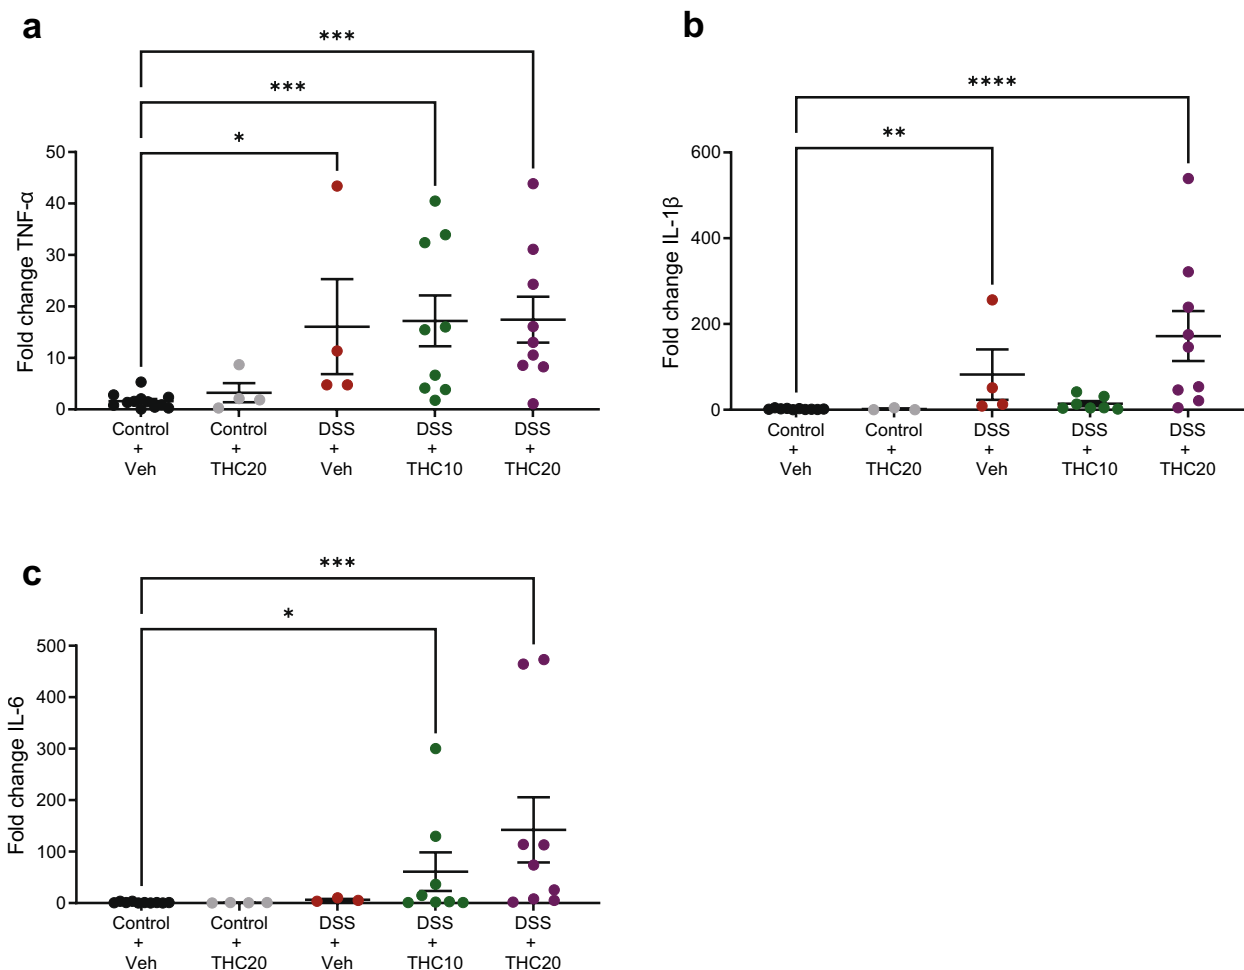 a
***
***
*
50
40
30
20
10
0
Fold change TNF-α
Control + Veh
Control + THC20
DSS + Veh
DSS + THC10
DSS + THC20
b
****
**
600
400
200
0
Fold change IL-1β
Control + Veh
Control + THC20
DSS + Veh
DSS + THC10
DSS + THC20
c
***
*
500
400
300
200
100
0
Fold change IL-6
Control + Veh
Control + THC20
DSS + Veh
DSS + THC10
DSS + THC20